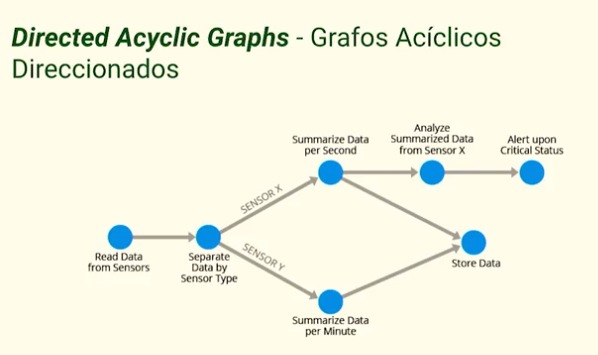 Directed Acyclic Graphs - Grafos Acíclicos
Direccionados
Analyze
Summarized Data
from Sensor X
Summarize Data
per Second
Alert upon
Critical Status
SENSOR X
Read Data
from Sensors
Separate
Data by
Sensor Type
SENSOR Y
Store Data
Summarize Data
per Minute